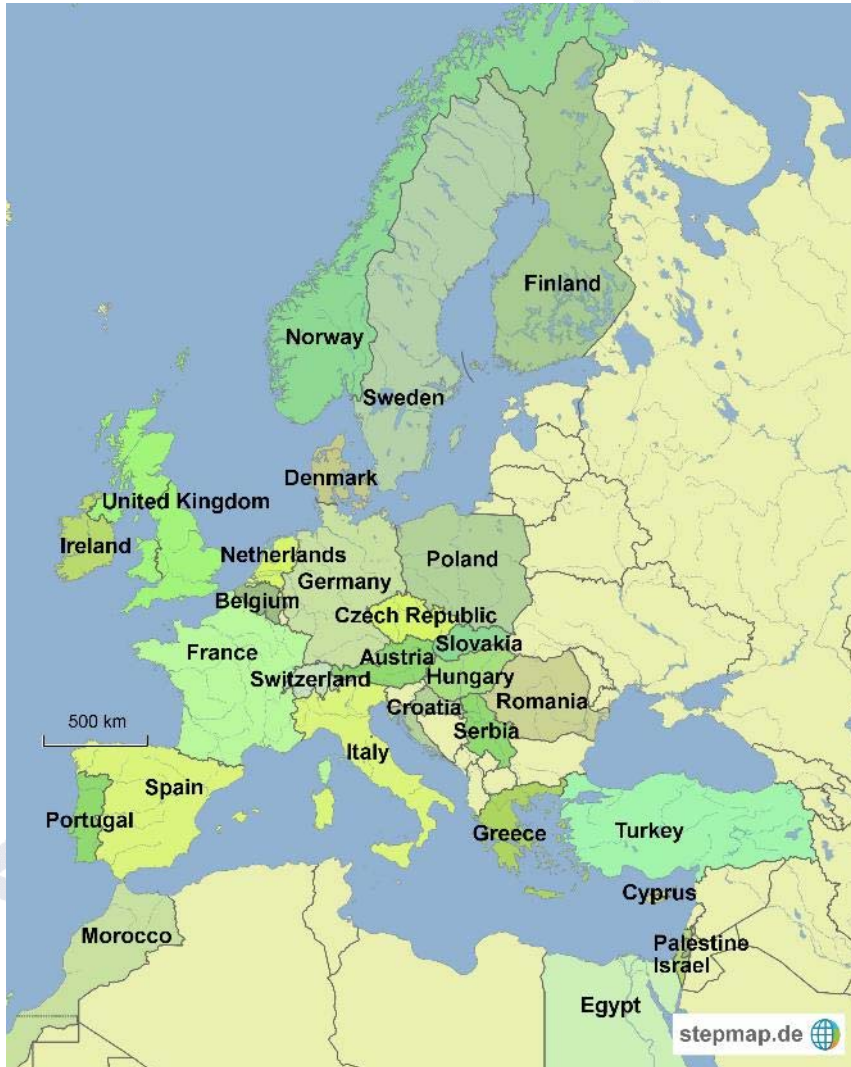 Finland
Norway
Sweden
Denmark
United Kingdom
Ireland
Netherlands
Poland
Germany
Belgium
Czech Republic
Slovakia
France
Austria
Switzerland
Hungary
Romania
Croatia
500 km
Serbia
Italy
Spain
Portugal
Greece
Turkey
Cyprus
Morocco
Palestine
Israel
Egypt
stepmap.de